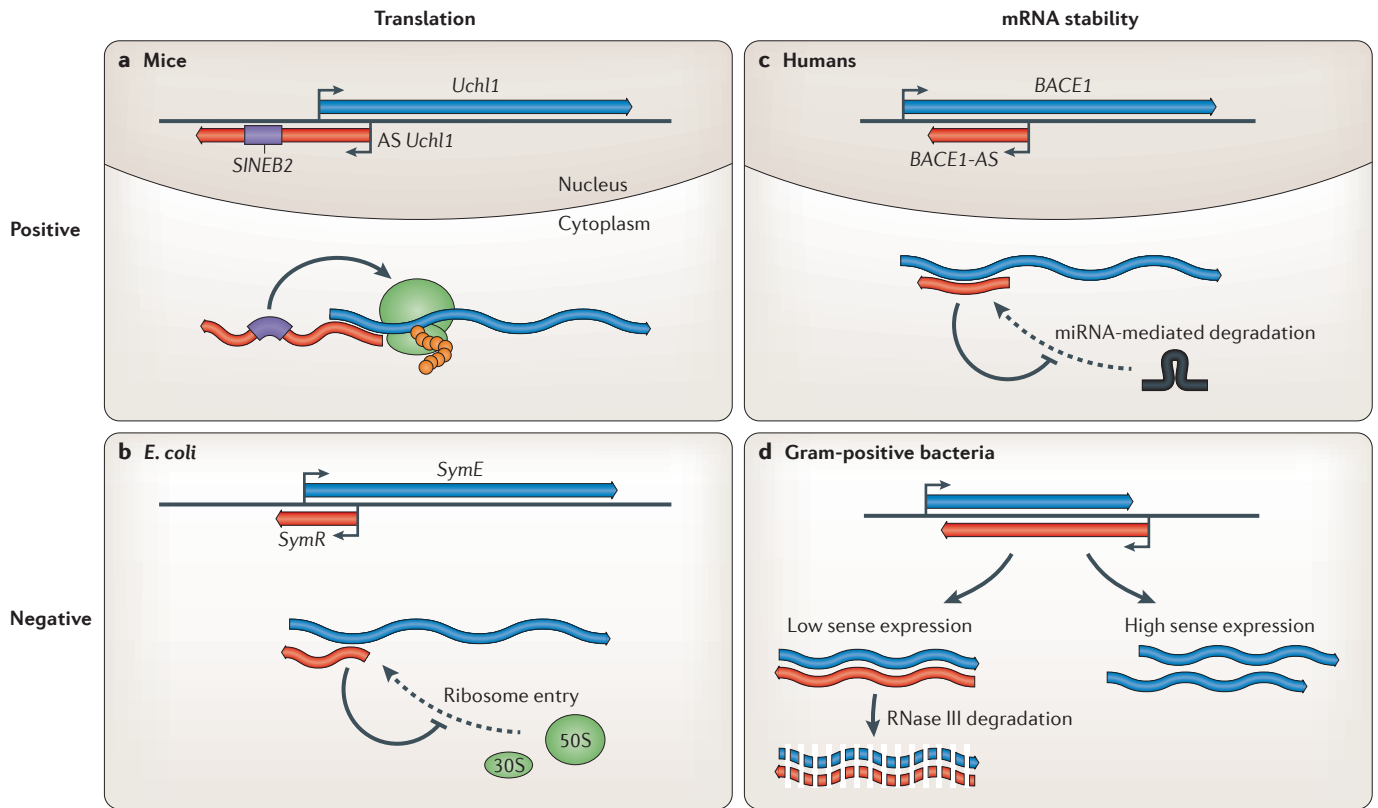 Translation
mRNA stability
Positive
Negative
a Mice
Uchl1
AS Uchl1
SINEB2
Nucleus
Cytoplasm
c Humans
BACE1
BACE1-AS
miRNA-mediated degradation
b E. coli
SymE
SymR
Ribosome entry
50S
30S
d Gram-positive bacteria
Low sense expression
High sense expression
RNase III degradation